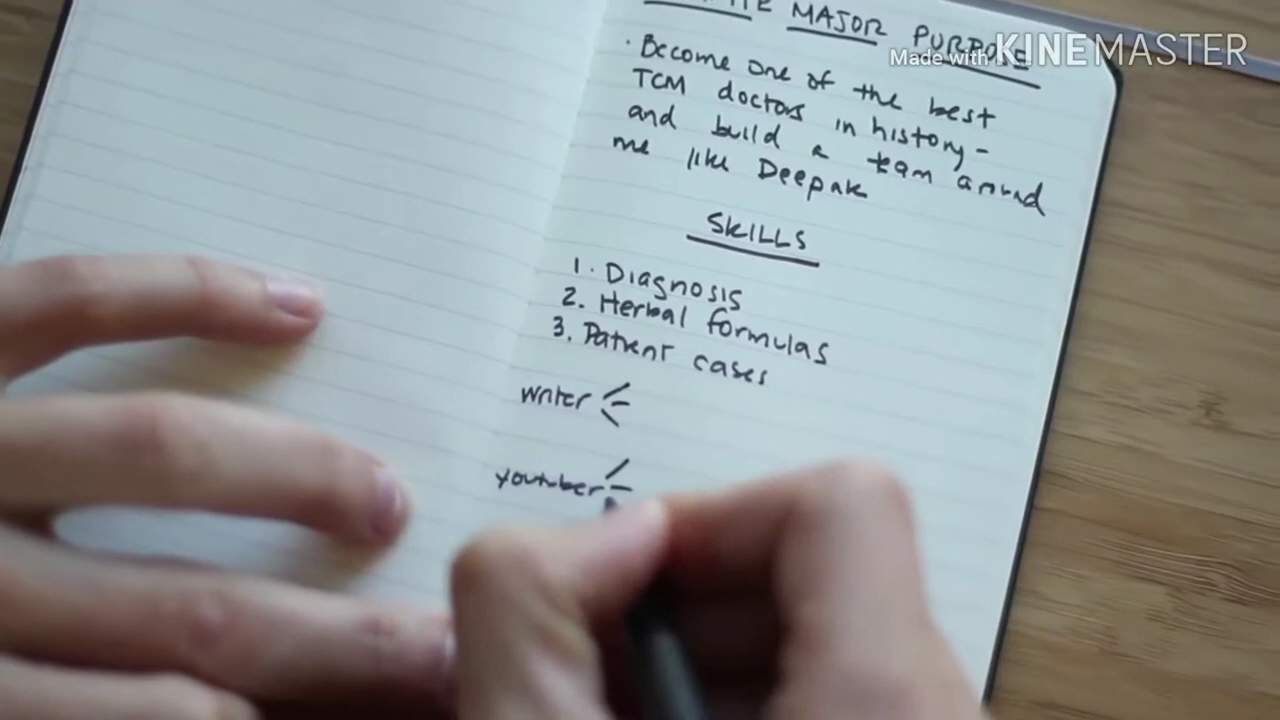 MAJOR PURPOSE
Made with KINEMASTER
· Become one of the best
TCM doctors in history-
and build a team around
me like Deepak
SKILLS
1. Diagnosis
2. Herbal formulas
3. Patient cases
writer
youtuber